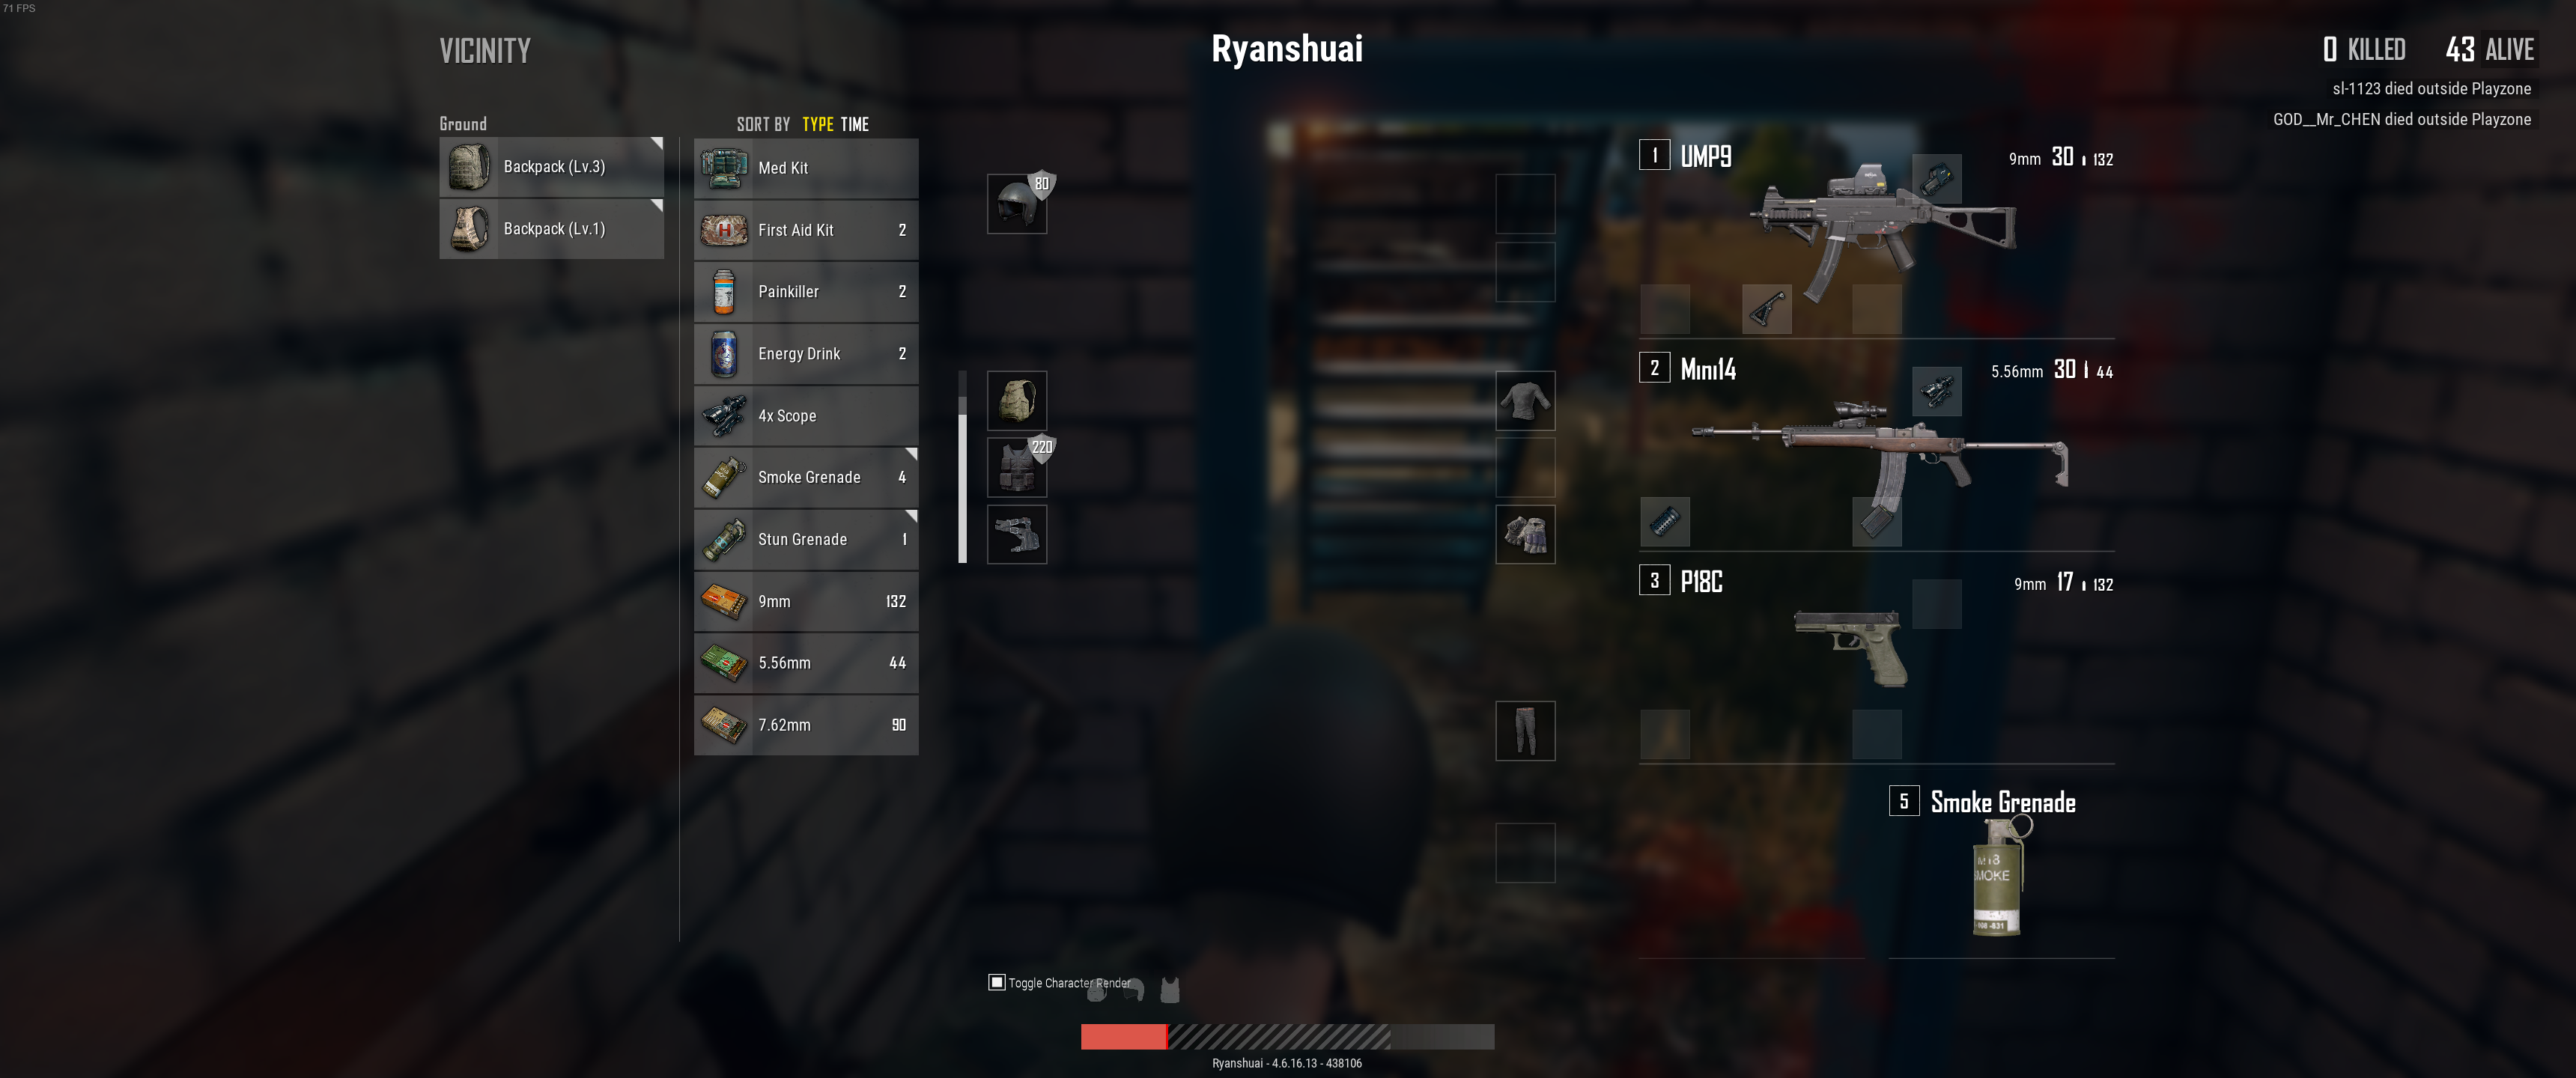 71 FPS
VICINITY
Ryanshuai
0 KILLED 43 ALIVE
sl-1123 died outside Playzone
GOD__Mr_CHEN died outside Playzone
Ground
Backpack (Lv.3)
Backpack (Lv.1)
SORT BY TYPE TIME
Med Kit
First Aid Kit 2
Painkiller 2
Energy Drink 2
4x Scope
Smoke Grenade 4
Stun Grenade 1
9mm 132
5.56mm 44
7.62mm 90
80
220
1 UMP9 9mm 30 132
2 Mini14 5.56mm 30 44
3 P18C 9mm 17 132
5 Smoke Grenade
M18
SMOKE
Toggle Character Render
Ryanshuai - 4.6.16.13 - 438106